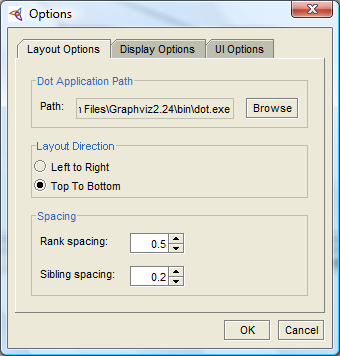 Options
Layout Options Display Options UI Options
Dot Application Path
Path: Files\Graphviz2.24\bin\dot.exe Browse
Layout Direction
Left to Right
Top To Bottom
Spacing
Rank spacing: 0.5
Sibling spacing: 0.2
OK Cancel